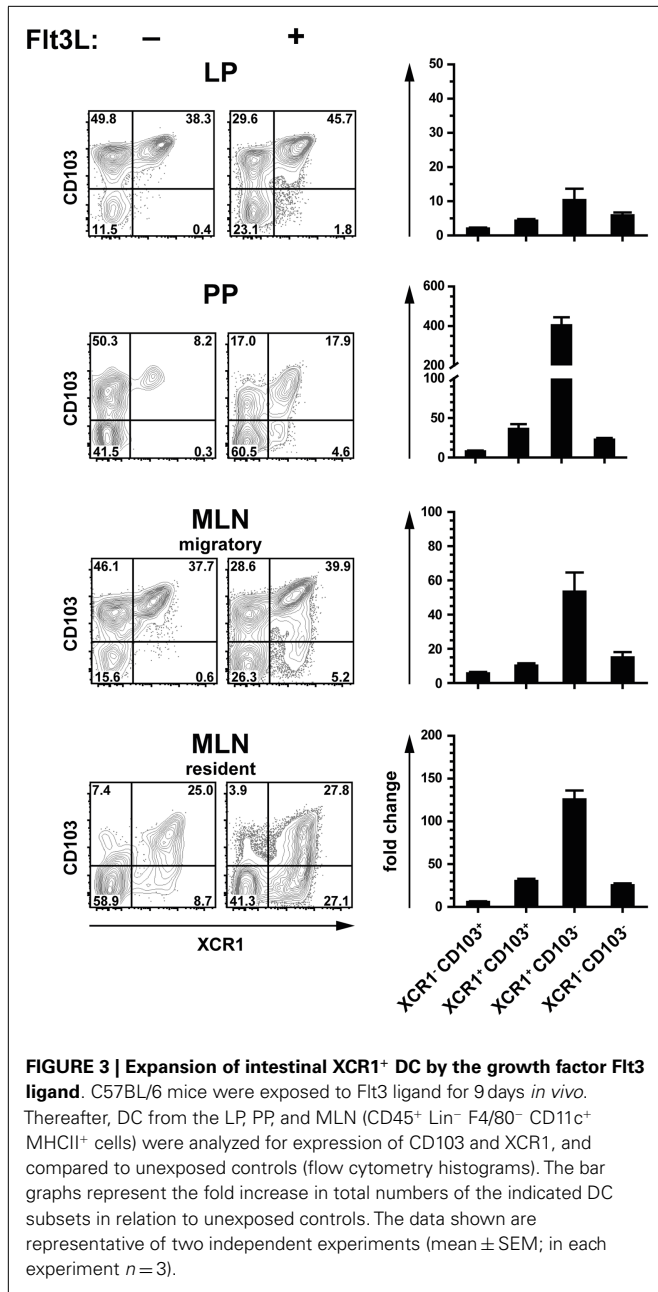 Flt3L: – +
LP
49.8 38.3 29.6 45.7
CD103
11.5 0.4 23.1 1.8
50
40
30
20
10
0
PP
50.3 8.2 17.0 17.9
CD103
41.5 0.3 60.5 4.6
600
400
200
100
50
0
MLN
migratory
46.1 37.7 28.6 39.9
CD103
15.6 0.6 26.3 5.2
100
80
60
40
20
0
MLN
resident
7.4 25.0 3.9 27.8
CD103
58.9 8.7 41.3 27.1
XCR1
fold change
200
150
100
50
0
XCR1⁻ CD103⁺
XCR1⁺ CD103⁺
XCR1⁺ CD103⁻
XCR1⁻ CD103⁻
FIGURE 3 | Expansion of intestinal XCR1⁺ DC by the growth factor Flt3
ligand. C57BL/6 mice were exposed to Flt3 ligand for 9 days in vivo.
Thereafter, DC from the LP, PP, and MLN (CD45⁺ Lin⁻ F4/80⁻ CD11c⁺
MHCII⁺ cells) were analyzed for expression of CD103 and XCR1, and
compared to unexposed controls (flow cytometry histograms). The bar
graphs represent the fold increase in total numbers of the indicated DC
subsets in relation to unexposed controls. The data shown are
representative of two independent experiments (mean ± SEM; in each
experiment n = 3).